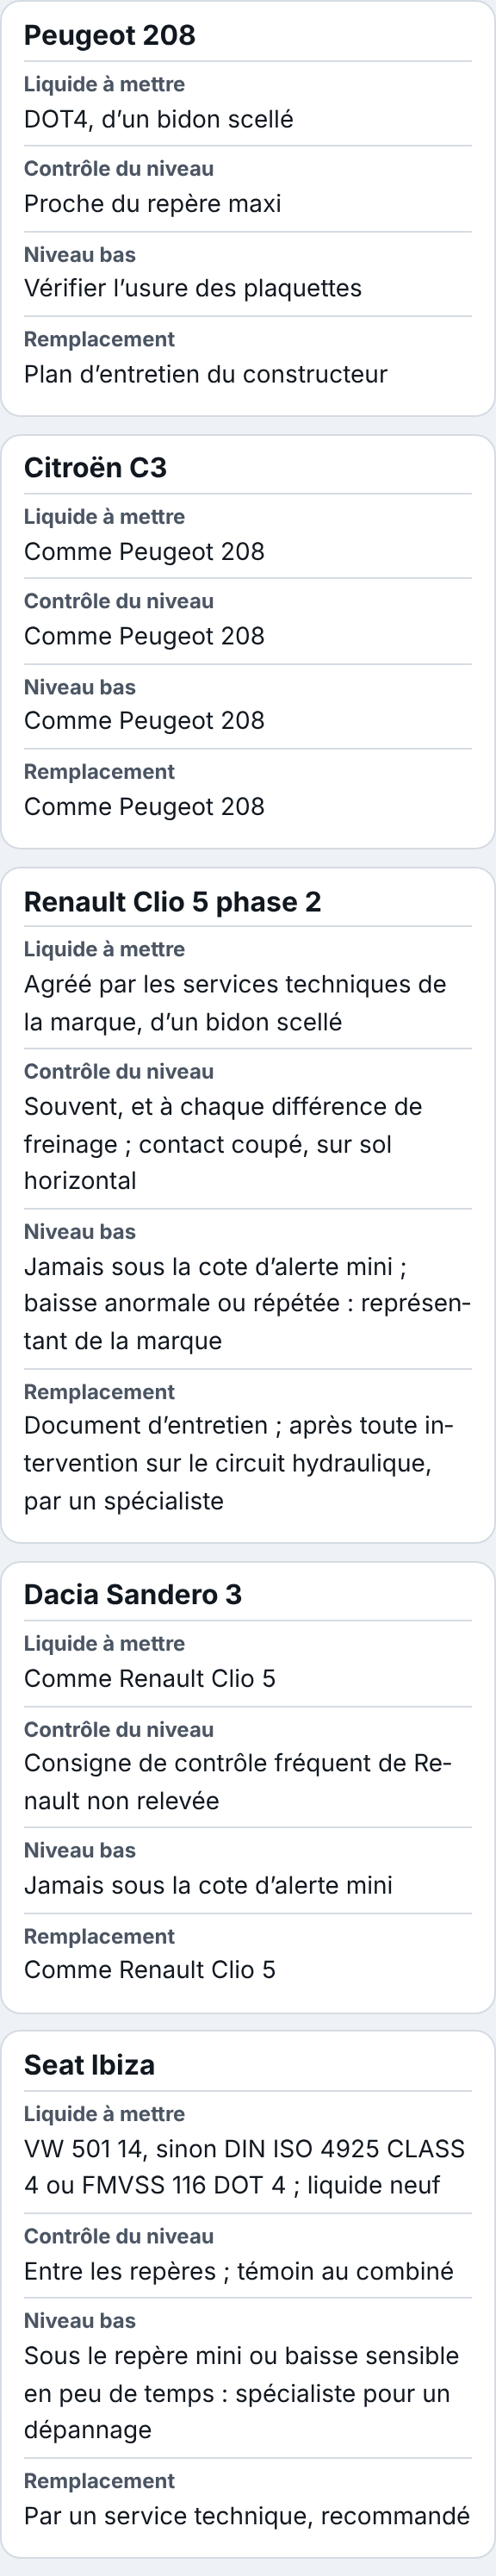 Peugeot 208
Liquide à mettre
DOT4, d’un bidon scellé
Contrôle du niveau
Proche du repère maxi
Niveau bas
Vérifier l’usure des plaquettes
Remplacement
Plan d’entretien du constructeur
Citroën C3
Liquide à mettre
Comme Peugeot 208
Contrôle du niveau
Comme Peugeot 208
Niveau bas
Comme Peugeot 208
Remplacement
Comme Peugeot 208
Renault Clio 5 phase 2
Liquide à mettre
Agréé par les services techniques de
la marque, d’un bidon scellé
Contrôle du niveau
Souvent, et à chaque différence de
freinage ; contact coupé, sur sol
horizontal
Niveau bas
Jamais sous la cote d’alerte mini ;
baisse anormale ou répétée : représen-
tant de la marque
Remplacement
Document d’entretien ; après toute in-
tervention sur le circuit hydraulique,
par un spécialiste
Dacia Sandero 3
Liquide à mettre
Comme Renault Clio 5
Contrôle du niveau
Consigne de contrôle fréquent de Re-
nault non relevée
Niveau bas
Jamais sous la cote d’alerte mini
Remplacement
Comme Renault Clio 5
Seat Ibiza
Liquide à mettre
VW 501 14, sinon DIN ISO 4925 CLASS
4 ou FMVSS 116 DOT 4 ; liquide neuf
Contrôle du niveau
Entre les repères ; témoin au combiné
Niveau bas
Sous le repère mini ou baisse sensible
en peu de temps : spécialiste pour un
dépannage
Remplacement
Par un service technique, recommandé